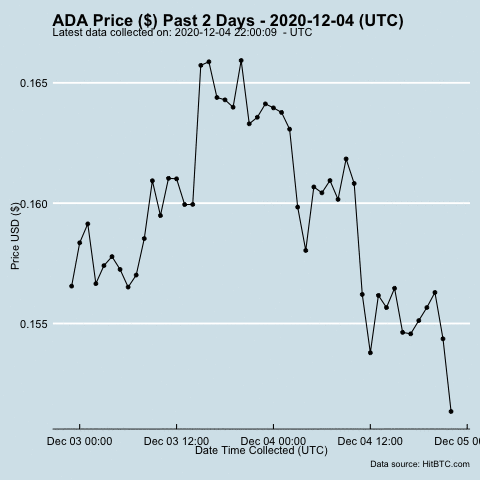 ADA Price ($) Past 2 Days - 2020-12-04 (UTC)
Latest data collected on: 2020-12-04 22:00:09 - UTC
0.165
0.160
0.155
Price USD ($)
Dec 03 00:00 Dec 03 12:00 Dec 04 00:00 Dec 04 12:00 Dec 05 0
Date Time Collected (UTC)
Data source: HitBTC.com